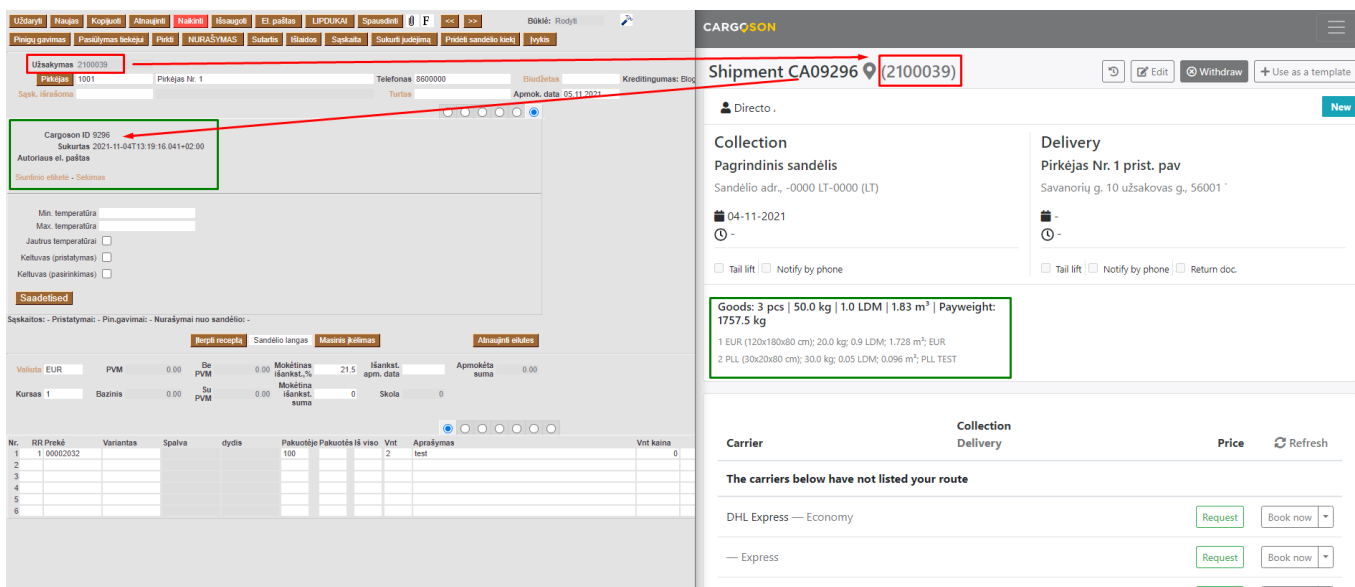 Uždaryti Naujas Kopijuoti Atnaujinti Naikinti Išsaugoti El. paštas LIPDUKAI Spausdinti F << >> Būklė: Rodyti
Pinigų gavimas Pasiūlymas tiekėjui Pirkti NURAŠYMAS Sutartis Išlaidos Sąskaita Sukurti judėjimą Pridėti sandėlio kiekį Įvykis
Užsakymas 2100039
Pirkėjas 1001 Pirkėjas Nr. 1 Telefonas 8600000 Biudžetas Kreditingumas: Blog
Sąsk. išrašoma Turtas Apmok. data 05.11.2021
Cargoson ID 9296
Sukurtas 2021-11-04T13:19:16.041+02:00
Autoriaus el. paštas
Siuntinio etiketė - Sekimas
Min. temperatūra
Max. temperatūra
Jautrus temperatūrai
Keltuvas (pristatymas)
Keltuvas (pasirinkimas)
Saadetised
Sąskaitos: - Pristatymai: - Pin.gavimai: - Nurašymai nuo sandėlio: -
Įterpti receptą Sandėlio langas Masinis įkėlimas Atnaujinti eilutes
Valiuta EUR PVM 0.00 Be PVM 0.00 Mokėtinas išankst.,% 21,5 Išankst. apm. data Apmokėta suma 0.00
Kursas 1 Bazinis 0.00 Su PVM 0.00 Mokėtina išankst. suma 0 Skola 0
Nr. RR Prekė Variantas Spalva dydis Pakuotėje Pakuotės Iš viso Vnt Aprašymas Vnt kaina
1 1 00002032 100 2 test 0
2
3
4
5
6
CARGOSON
Shipment CA09296 (2100039) Edit Withdraw + Use as a template
Directo . New
Collection
Pagrindinis sandėlis
Sandėlio adr., -0000 LT-0000 (LT)
04-11-2021
-
Tail lift Notify by phone
Delivery
Pirkėjas Nr. 1 prist. pav
Savanorių g. 10 užsakovas g., 56001
-
-
Tail lift Notify by phone Return doc.
Goods: 3 pcs | 50.0 kg | 1.0 LDM | 1.83 m³ | Payweight:
1757.5 kg
1 EUR (120x180x80 cm); 20.0 kg; 0.9 LDM; 1.728 m³; EUR
2 PLL (30x20x80 cm); 30.0 kg; 0.05 LDM; 0.096 m³; PLL TEST
Carrier Collection Delivery Price Refresh
The carriers below have not listed your route
DHL Express — Economy Request Book now
— Express Request Book now